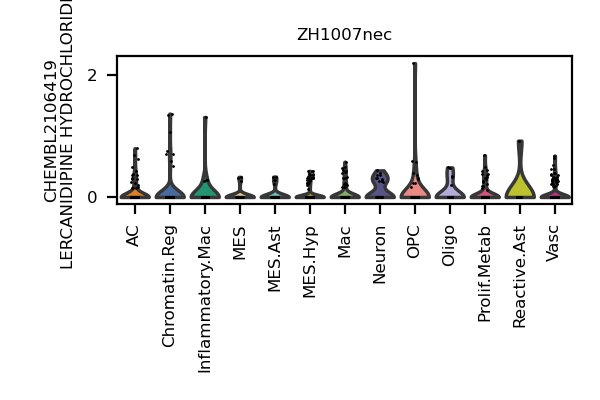 ZH1007nec
CHEMBL2106419
LERCANIDIPINE HYDROCHLORID
2
0
AC
Chromatin.Reg
Inflammatory.Mac
MES
MES.Ast
MES.Hyp
Mac
Neuron
OPC
Oligo
Prolif.Metab
Reactive.Ast
Vasc